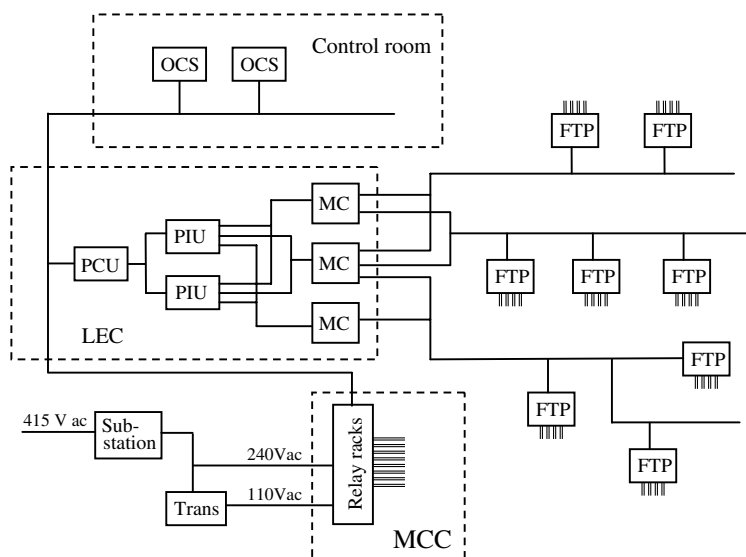 Control room
OCS
OCS
FTP
FTP
MC
PIU
PCU
MC
PIU
FTP
FTP
FTP
MC
LEC
FTP
FTP
415 V ac
Sub-
station
240Vac
Relay racks
FTP
110Vac
Trans
MCC